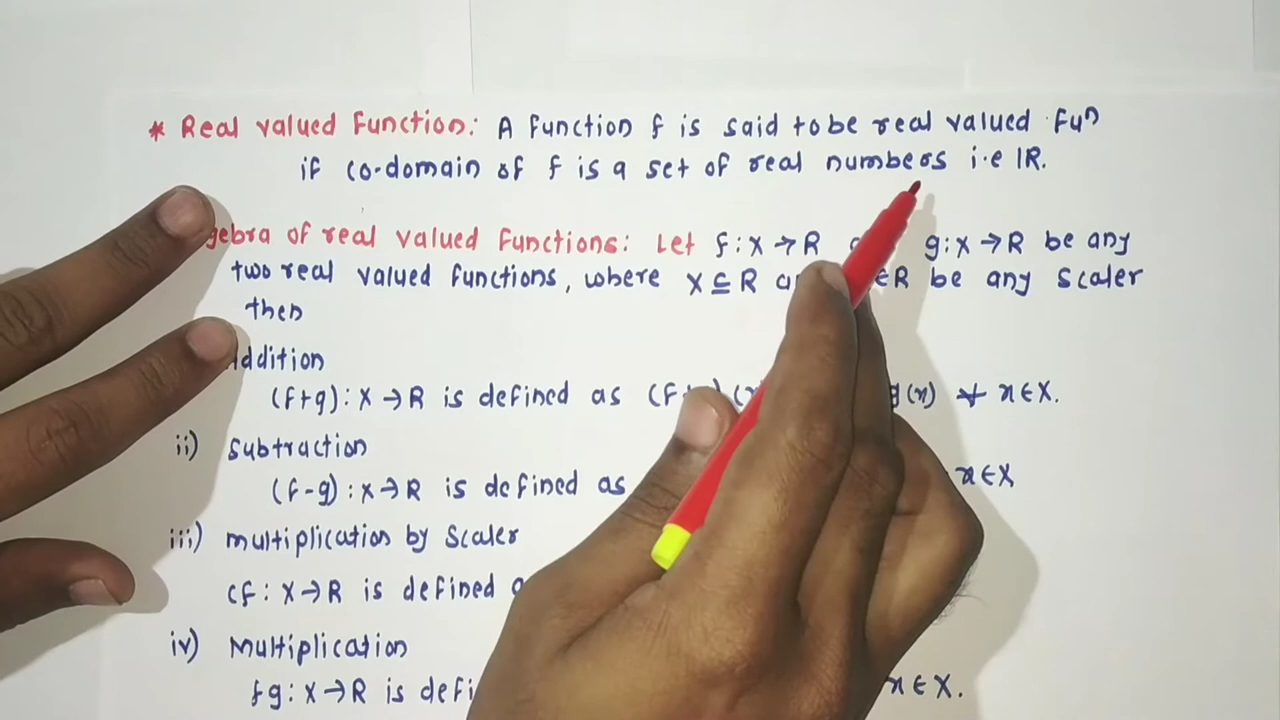 * Real valued Function: A function f is said to be real valued fun
if co-domain of f is a set of real numbers i.e IR.
gebra of real valued Functions: Let f:X→R g:X→R be any
two real valued functions, where X⊆R ∈R be any Scaler
then
ddition
(f+g):X→R is defined as (f+ (x g(x) ∀ x∈X.
ii) subtraction
(f-g):X→R is defined as x∈X
iii) multiplication by Scaler
cf:X→R is defined
iv) Multiplication
fg:X→R is defi x∈X.